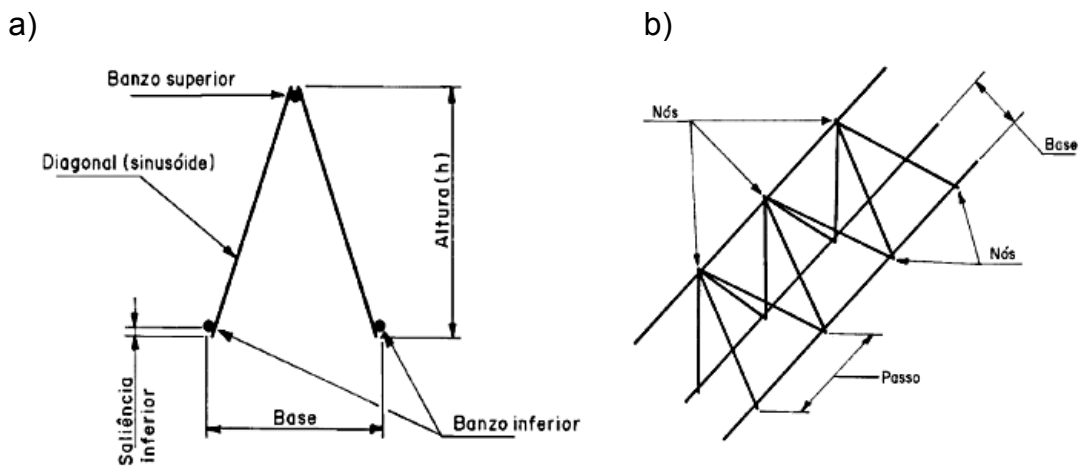 a)
b)
Banzo superior
Diagonal (sinusóide)
Altura (h)
Saliência
inferior
Base
Banzo inferior
Nós
Base
Nós
Passo